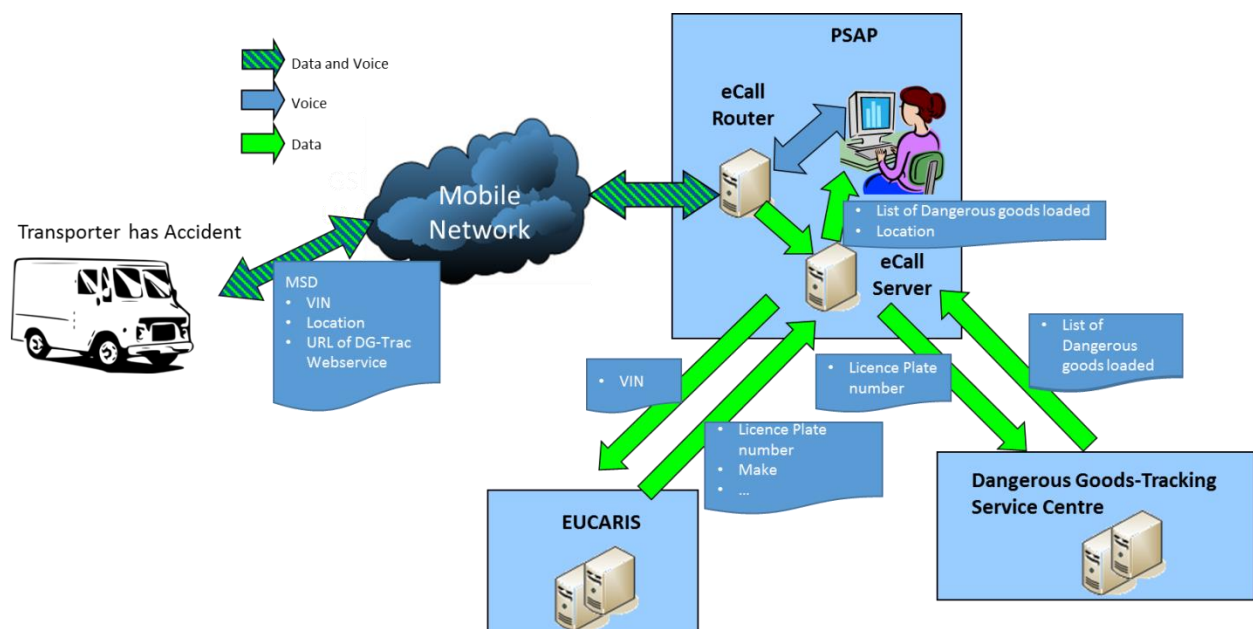 Data and Voice
Voice
Data
PSAP
eCall
Router
Mobile
Network
Transporter has Accident
MSD
• VIN
• Location
• URL of DG-Trac
Webservice
• List of Dangerous goods loaded
• Location
eCall
Server
• VIN
• Licence Plate
number
• Make
• ...
• Licence Plate
number
• List of
Dangerous
goods loaded
EUCARIS
Dangerous Goods-Tracking
Service Centre